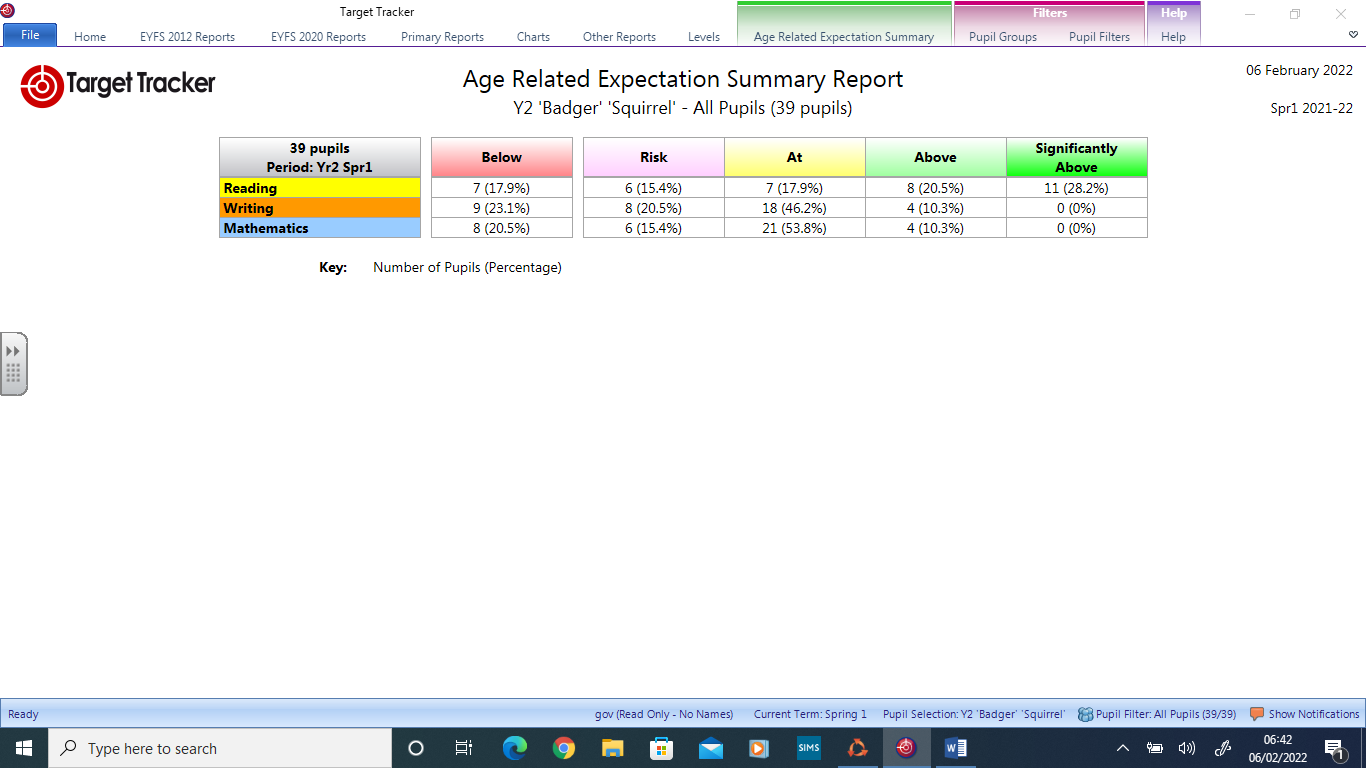 Target Tracker
Filters
Help
File Home EYFS 2012 Reports EYFS 2020 Reports Primary Reports Charts Other Reports Levels Age Related Expectation Summary Pupil Groups Pupil Filters Help
Target Tracker
Age Related Expectation Summary Report
06 February 2022
Y2 'Badger' 'Squirrel' - All Pupils (39 pupils)
Spr1 2021-22
39 pupils
Period: Yr2 Spr1
Below Risk At Above Significantly
Above
Reading 7 (17.9%) 6 (15.4%) 7 (17.9%) 8 (20.5%) 11 (28.2%)
Writing 9 (23.1%) 8 (20.5%) 18 (46.2%) 4 (10.3%) 0 (0%)
Mathematics 8 (20.5%) 6 (15.4%) 21 (53.8%) 4 (10.3%) 0 (0%)
Key: Number of Pupils (Percentage)
Ready gov (Read Only - No Names) Current Term: Spring 1 Pupil Selection: Y2 'Badger' 'Squirrel' Pupil Filter: All Pupils (39/39) Show Notifications
Type here to search
SIMS
W
06:42
06/02/2022
1